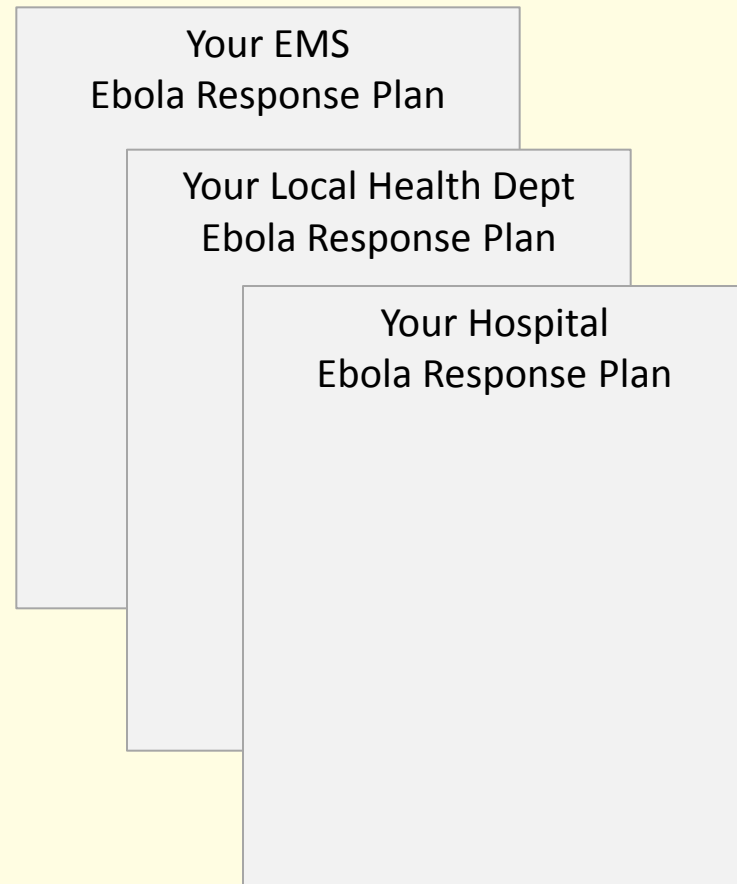 Your EMS
Ebola Response Plan
Your Local Health Dept
Ebola Response Plan
Your Hospital
Ebola Response Plan